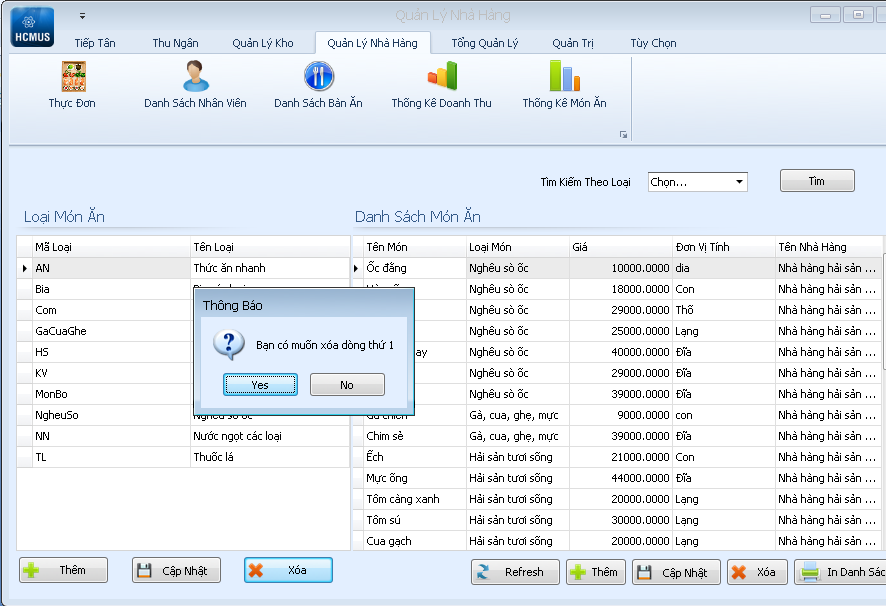 Quản Lý Nhà Hàng
HCMUS
Tiếp Tân Thu Ngân Quản Lý Kho Quản Lý Nhà Hàng Tổng Quản Lý Quản Trị Tùy Chọn
Thực Đơn Danh Sách Nhân Viên Danh Sách Bàn Ăn Thống Kê Doanh Thu Thống Kê Món Ăn
Tìm Kiếm Theo Loại Chọn... Tìm
Loại Món Ăn
Danh Sách Món Ăn
Mã Loại Tên Loại
AN Thức ăn nhanh
Bia
Com
GaCuaGhe
HS
KV
MonBo
NgheuSo Nghêu sò ốc
NN Nước ngọt các loại
TL Thuốc lá
Thông Báo
Bạn có muốn xóa dòng thứ 1
Yes No
Tên Món Loại Món Giá Đơn Vị Tính Tên Nhà Hàng
Ốc đắng Nghêu sò ốc 10000.0000 dia Nhà hàng hải sản ...
Nghêu sò ốc 18000.0000 Con Nhà hàng hải sản ...
Nghêu sò ốc 29000.0000 Thố Nhà hàng hải sản ...
Nghêu sò ốc 25000.0000 Lạng Nhà hàng hải sản ...
ay Nghêu sò ốc 40000.0000 Đĩa Nhà hàng hải sản ...
Nghêu sò ốc 29000.0000 Đĩa Nhà hàng hải sản ...
Nghêu sò ốc 39000.0000 Đĩa Nhà hàng hải sản ...
Gà chiên Gà, cua, ghẹ, mực 9000.0000 con Nhà hàng hải sản ...
Chim sẻ Gà, cua, ghẹ, mực 39000.0000 Đĩa Nhà hàng hải sản ...
Ếch Hải sản tươi sống 21000.0000 Con Nhà hàng hải sản ...
Mực ống Hải sản tươi sống 44000.0000 Đĩa Nhà hàng hải sản ...
Tôm càng xanh Hải sản tươi sống 20000.0000 Lạng Nhà hàng hải sản ...
Tôm sú Hải sản tươi sống 30000.0000 Lạng Nhà hàng hải sản ...
Cua gạch Hải sản tươi sống 20000.0000 Lạng Nhà hàng hải sản ...
Thêm Cập Nhật Xóa
Refresh Thêm Cập Nhật Xóa In Danh Sác